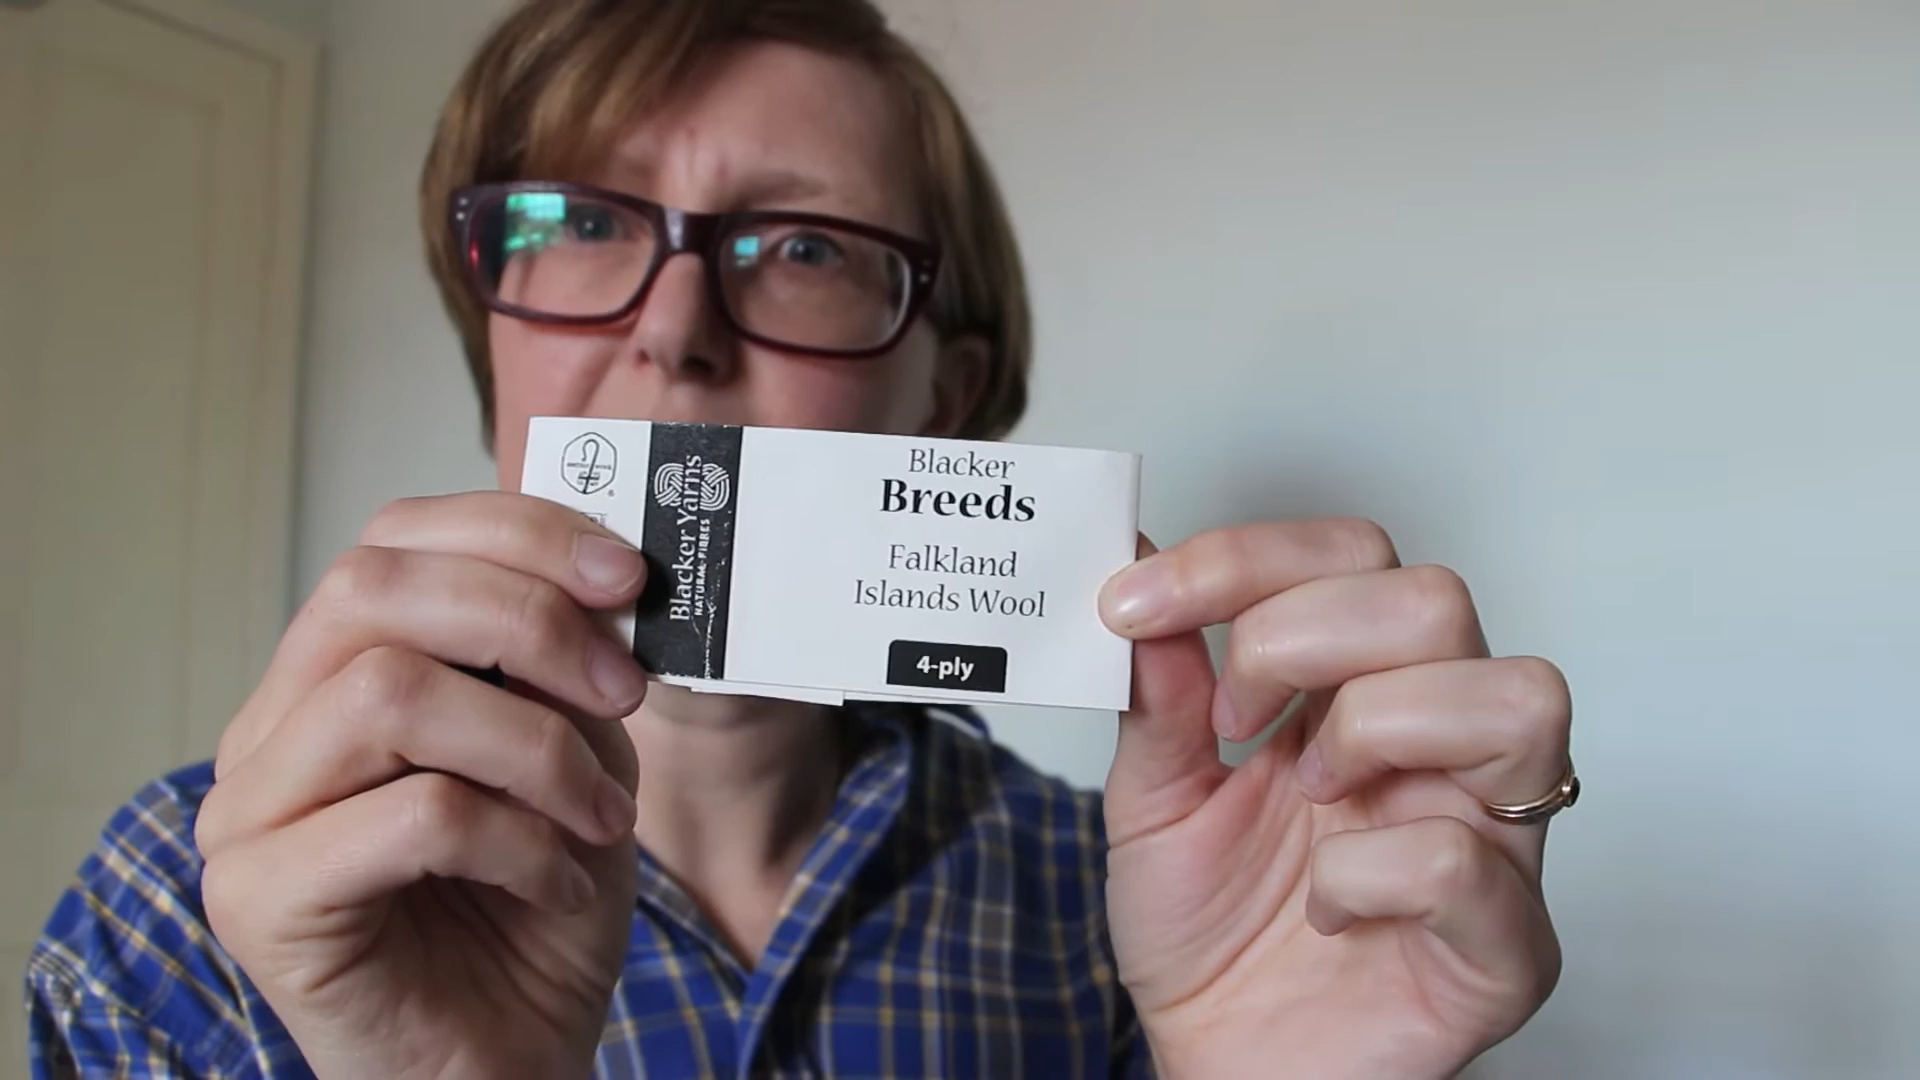 Blacker Yarns
NATURAL FIBRES
Blacker
Breeds
Falkland
Islands Wool
4-ply